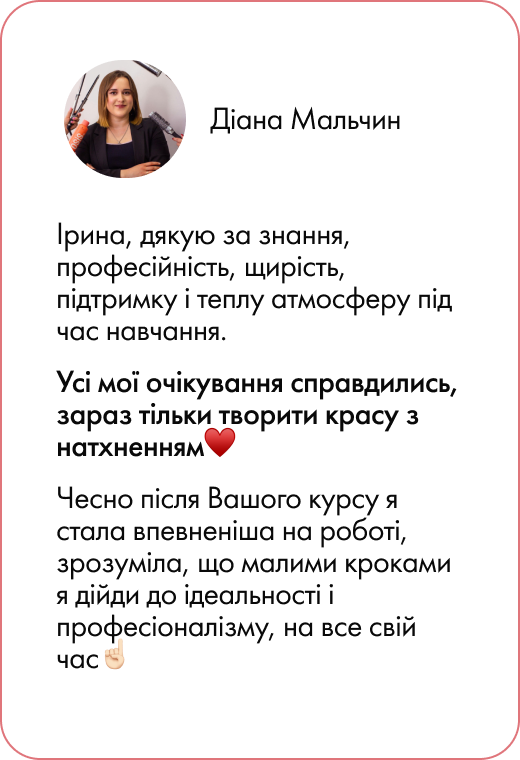 Діана Мальчин
Ірина, дякую за знання,
професійність, щирість,
підтримку і теплу атмосферу під
час навчання.
Усі мої очікування справдились,
зараз тільки творити красу з
натхненням❤️
Чесно після Вашого курсу я
стала впевненіша на роботі,
зрозуміла, що малими кроками
я дійди до ідеальності і
професіоналізму, на все свій
час☝🏻